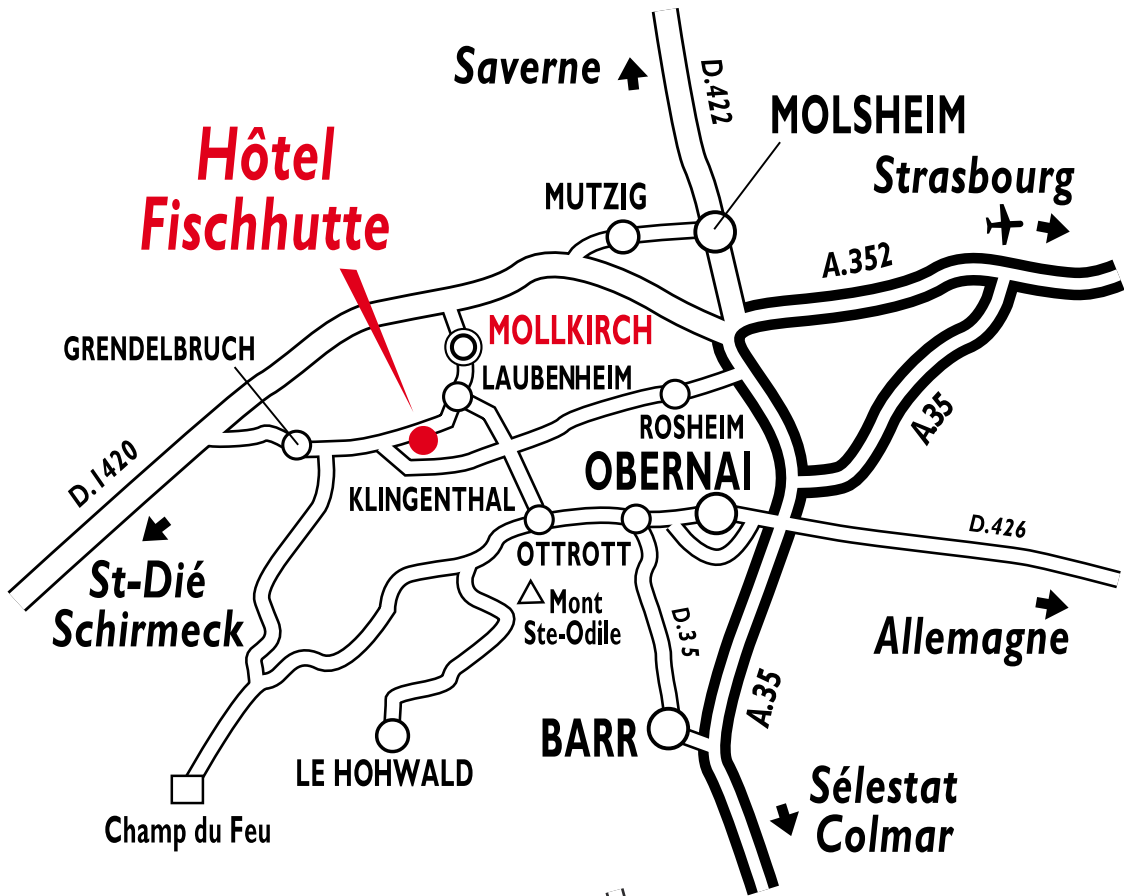 Saverne
D.422
MOLSHEIM
Hôtel
Fischhutte
Strasbourg
MUTZIG
A.352
MOLLKIRCH
GRENDELBRUCH
LAUBENHEIM
A.35
ROSHEIM
D.1420
OBERNAI
KLINGENTHAL
D.426
OTTROTT
St-Dié
Schirmeck
Mont
Ste-Odile
D.35
Allemagne
A.35
BARR
LE HOHWALD
Sélestat
Colmar
Champ du Feu